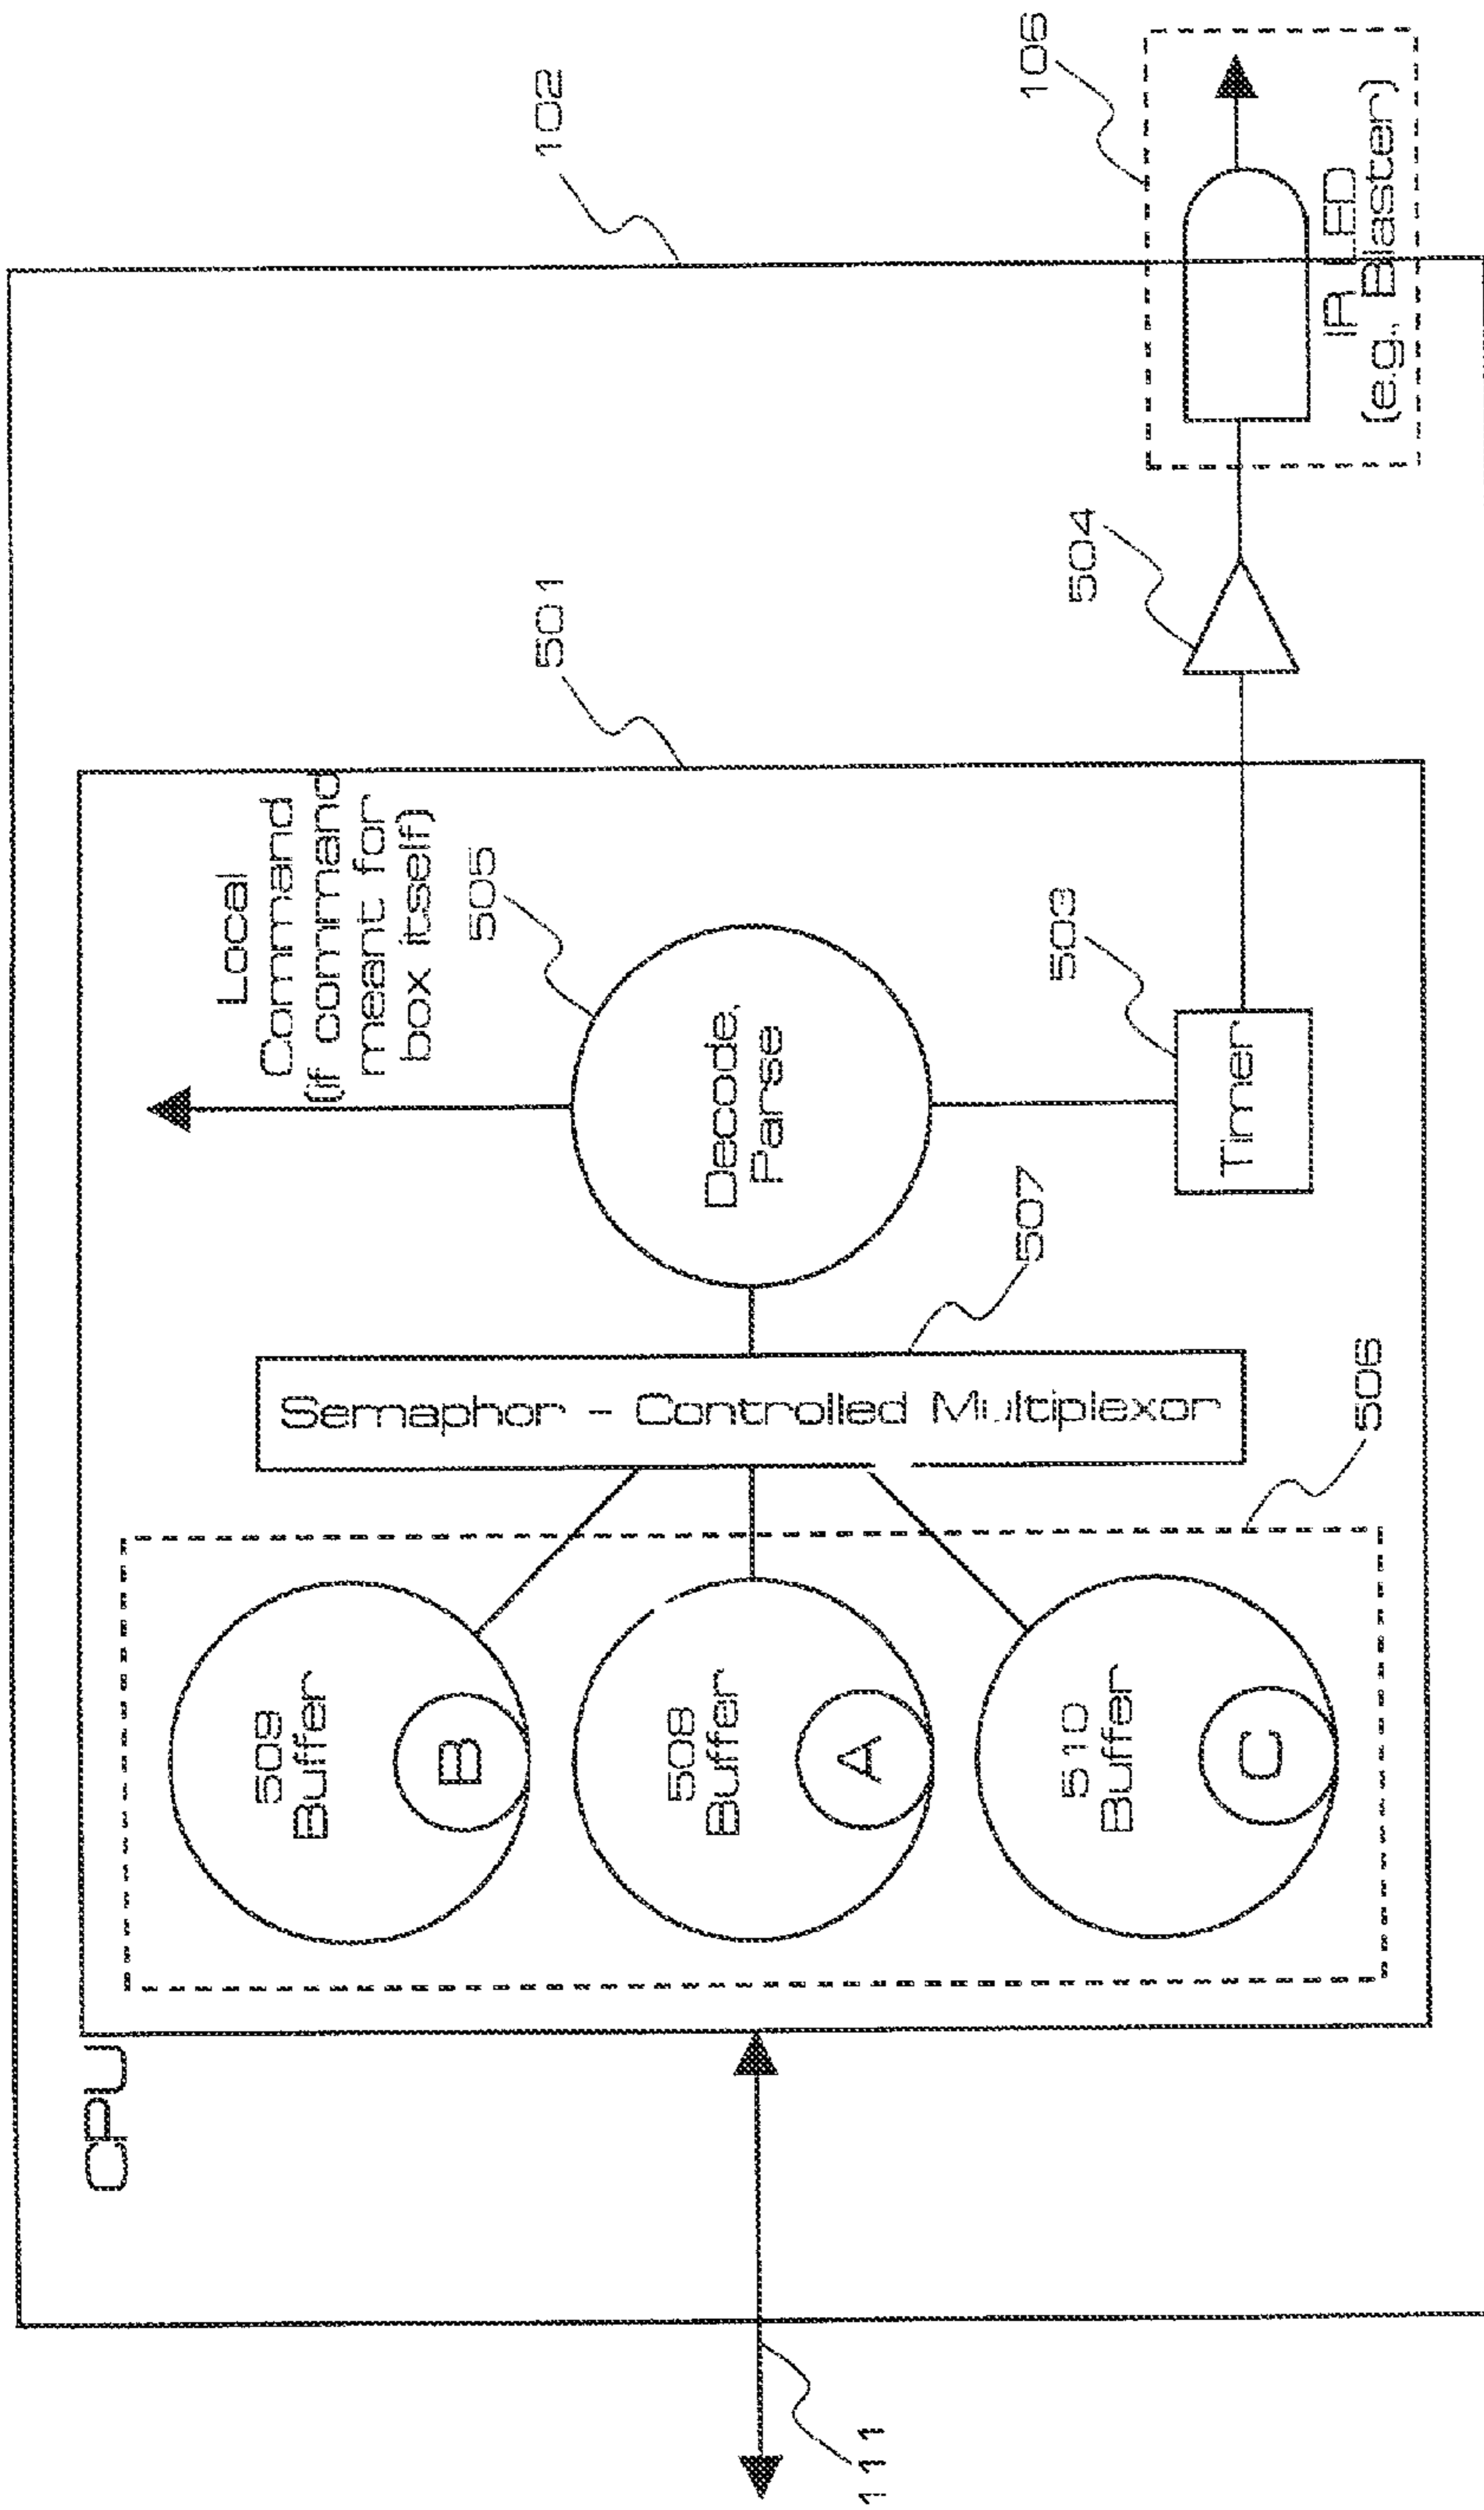 102
106
CPU
501
Local
Command
(if command
meant for
box itself)
505
504
509
Buffer
B
508
Buffer
A
510
Buffer
C
Semaphor - Controlled Multiplexor
Decode,
Parse
507
503
Timer
506
IR LED
(e.g. Blaster)
111